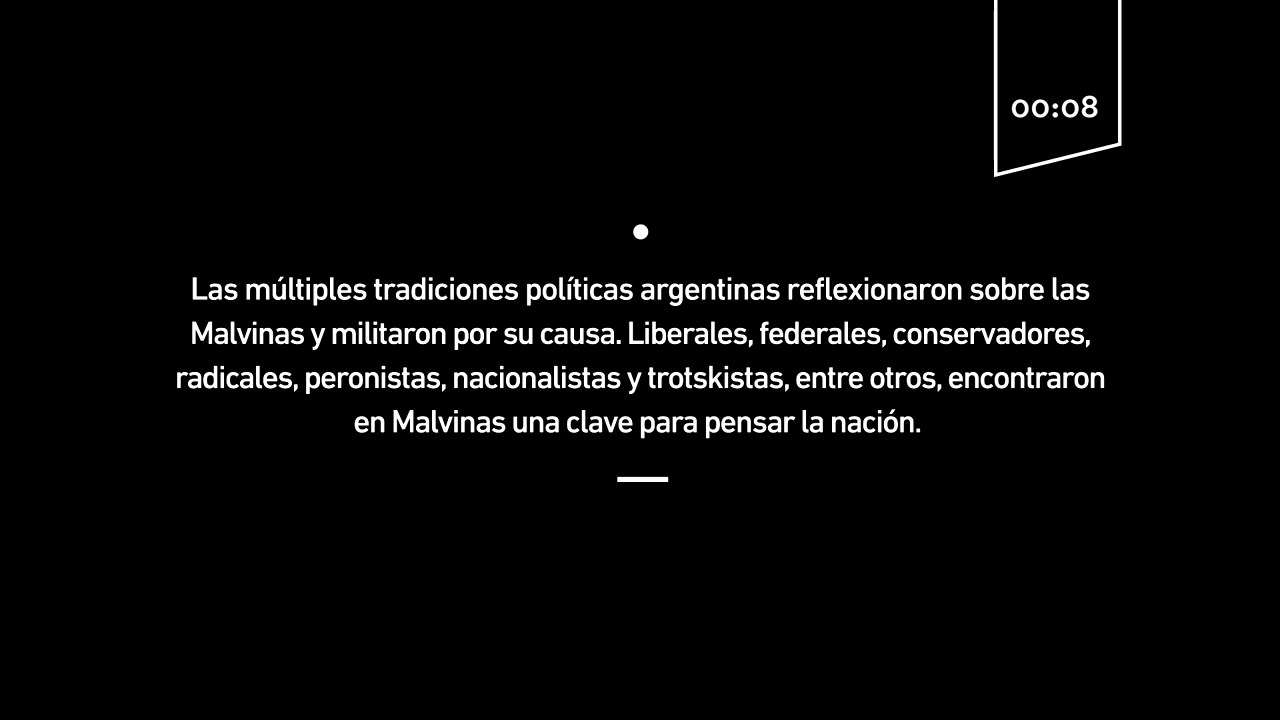 00:08
Las múltiples tradiciones políticas argentinas reflexionaron sobre las
Malvinas y militaron por su causa. Liberales, federales, conservadores,
radicales, peronistas, nacionalistas y trotskistas, entre otros, encontraron
en Malvinas una clave para pensar la nación.